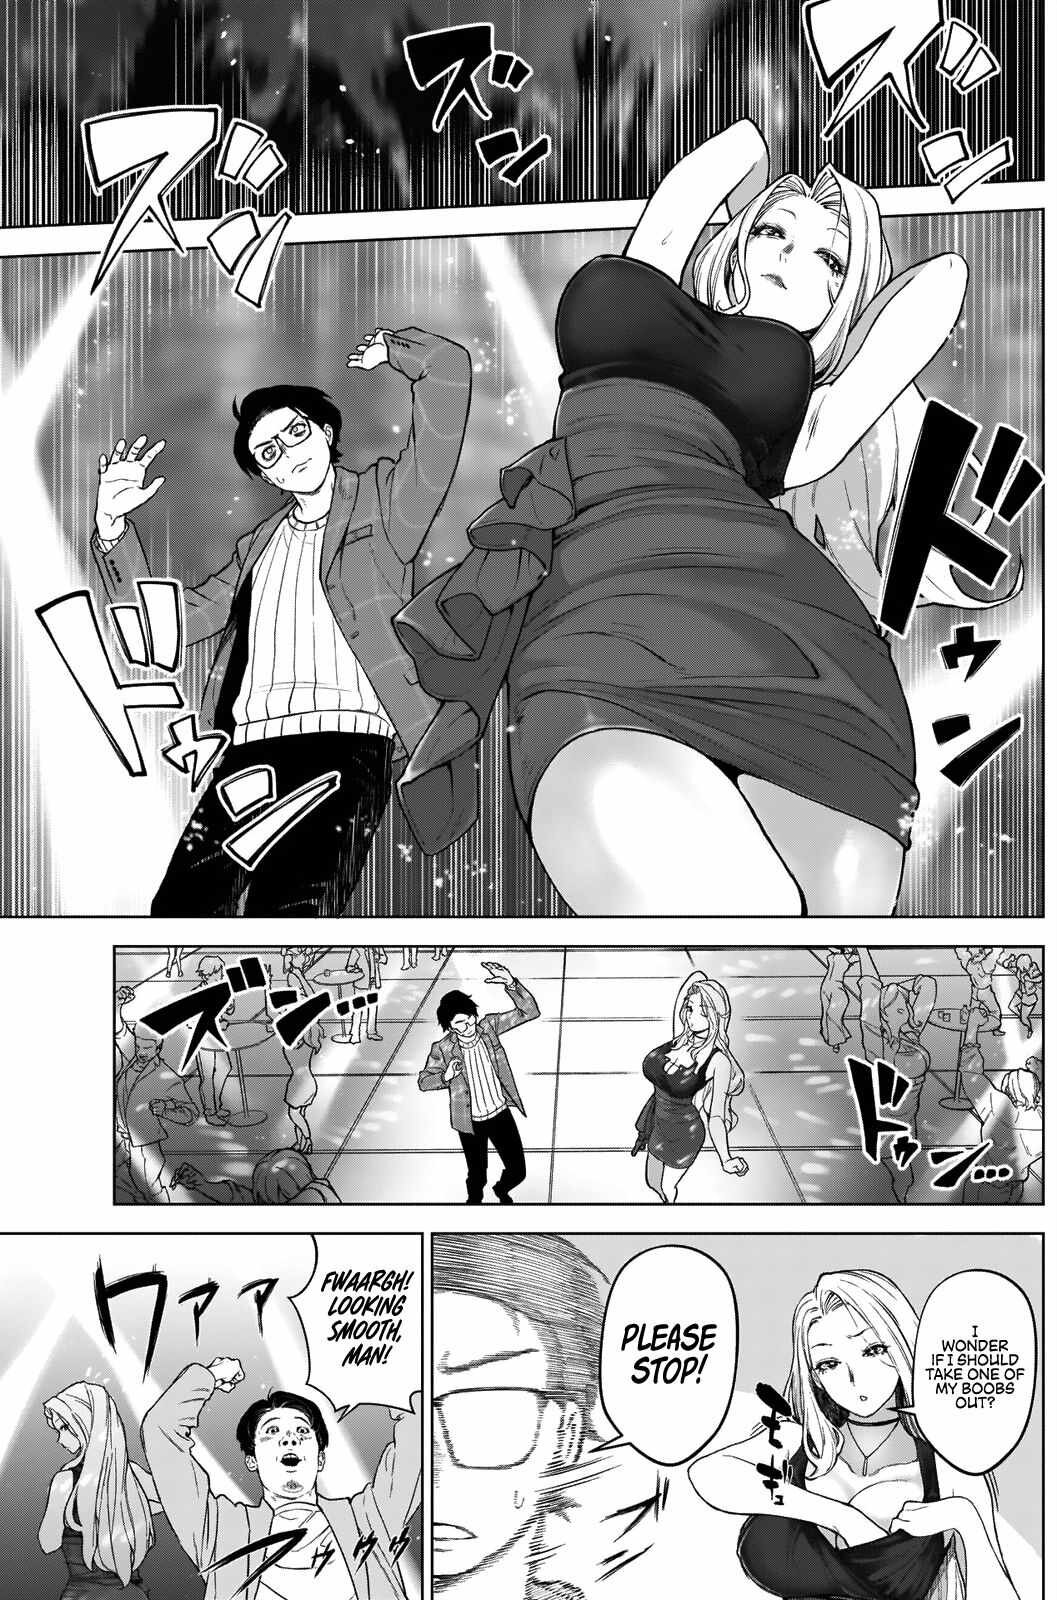 ズン
ズン
ズン
ドゥン
ドゥン
ズン…
ドゥン…
I
WONDER
IF I SHOULD
TAKE ONE OF
MY BOOBS
OUT?
PLEASE
STOP!
FWAARGH!
LOOKING
SMOOTH,
MAN!
ワァァ